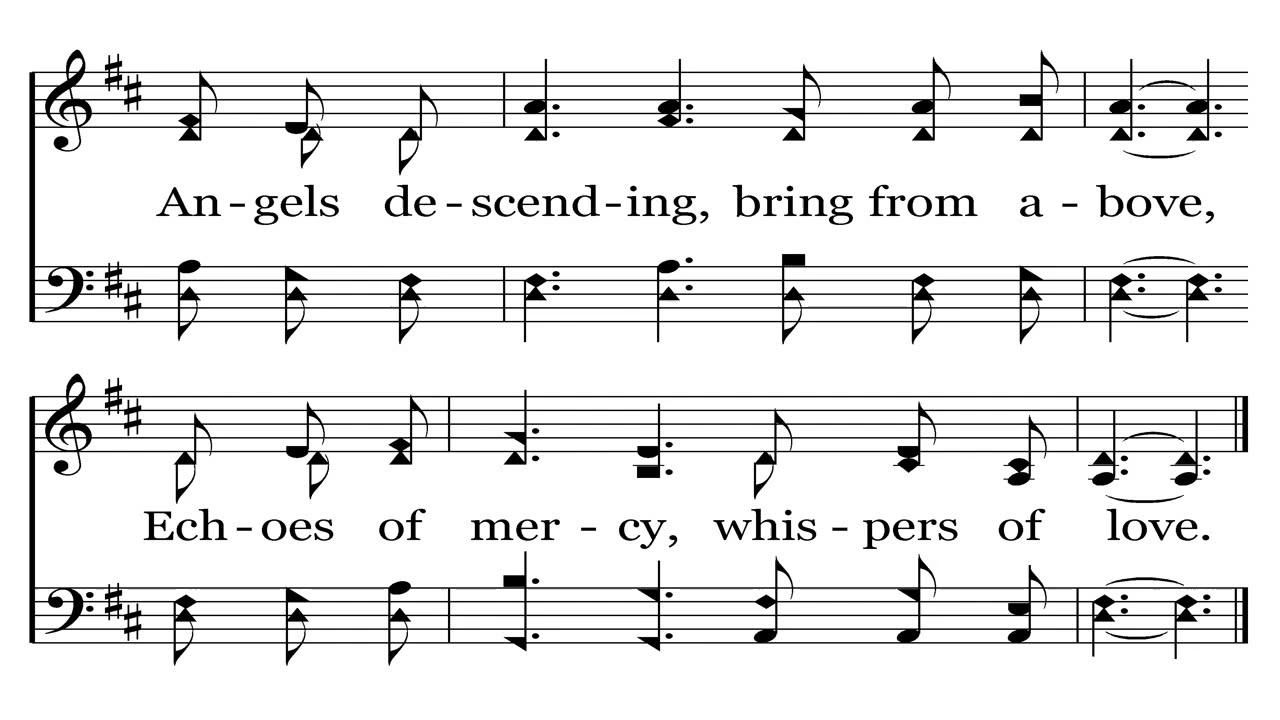 An - gels de - scend - ing, bring from a - bove,
Ech - oes of mer - cy, whis - pers of love.